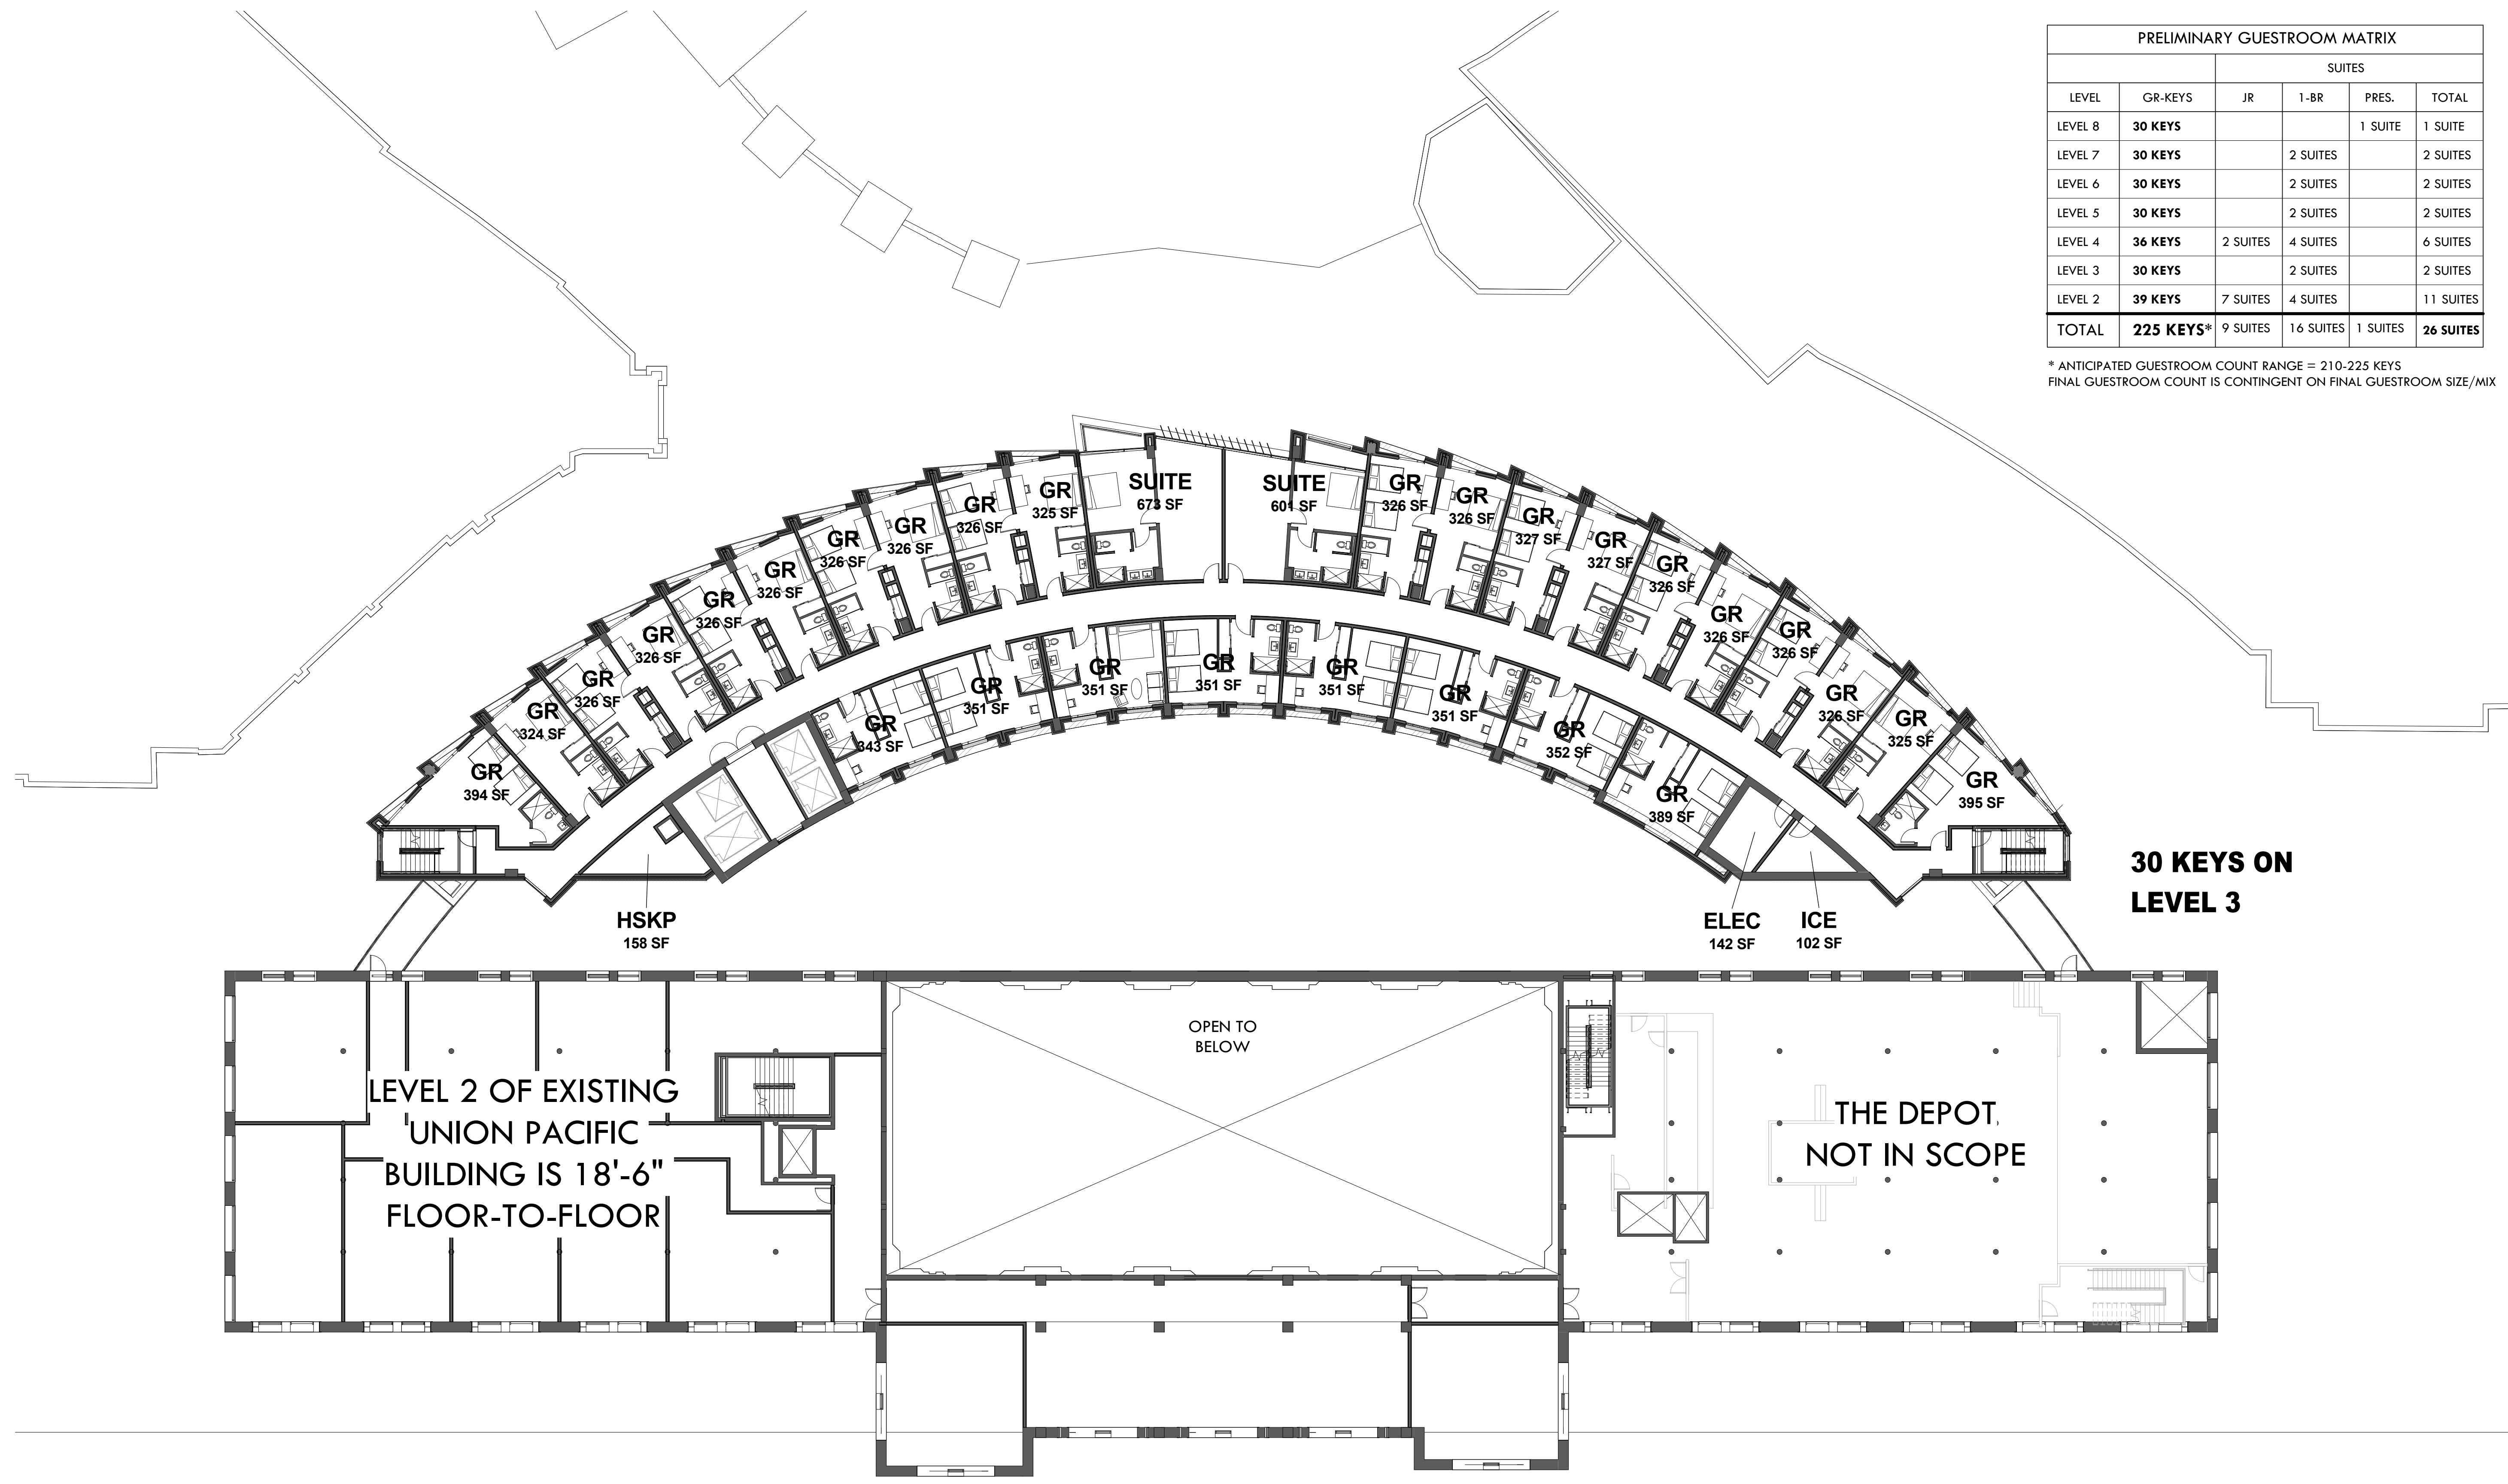 PRELIMINARY GUESTROOM MATRIX
SUITES
LEVEL GR-KEYS JR 1-BR PRES. TOTAL
LEVEL 8 30 KEYS 1 SUITE 1 SUITE
LEVEL 7 30 KEYS 2 SUITES 2 SUITES
LEVEL 6 30 KEYS 2 SUITES 2 SUITES
LEVEL 5 30 KEYS 2 SUITES 2 SUITES
LEVEL 4 36 KEYS 2 SUITES 4 SUITES 6 SUITES
LEVEL 3 30 KEYS 2 SUITES 2 SUITES
LEVEL 2 39 KEYS 7 SUITES 4 SUITES 11 SUITES
TOTAL 225 KEYS* 9 SUITES 16 SUITES 1 SUITES 26 SUITES
* ANTICIPATED GUESTROOM COUNT RANGE = 210-225 KEYS
FINAL GUESTROOM COUNT IS CONTINGENT ON FINAL GUESTROOM SIZE/MIX
GR
394 SF
GR
324 SF
GR
326 SF
GR
326 SF
GR
326 SF
GR
326 SF
GR
326 SF
GR
326 SF
GR
326 SF
GR
325 SF
SUITE
673 SF
SUITE
601 SF
GR
326 SF
GR
326 SF
GR
327 SF
GR
327 SF
GR
326 SF
GR
326 SF
GR
326 SF
GR
326 SF
GR
325 SF
GR
395 SF
GR
343 SF
GR
351 SF
GR
351 SF
GR
351 SF
GR
351 SF
GR
351 SF
GR
352 SF
GR
389 SF
30 KEYS ON
LEVEL 3
HSKP
158 SF
ELEC
142 SF
ICE
102 SF
OPEN TO
BELOW
LEVEL 2 OF EXISTING
UNION PACIFIC
BUILDING IS 18'-6"
FLOOR-TO-FLOOR
THE DEPOT,
NOT IN SCOPE